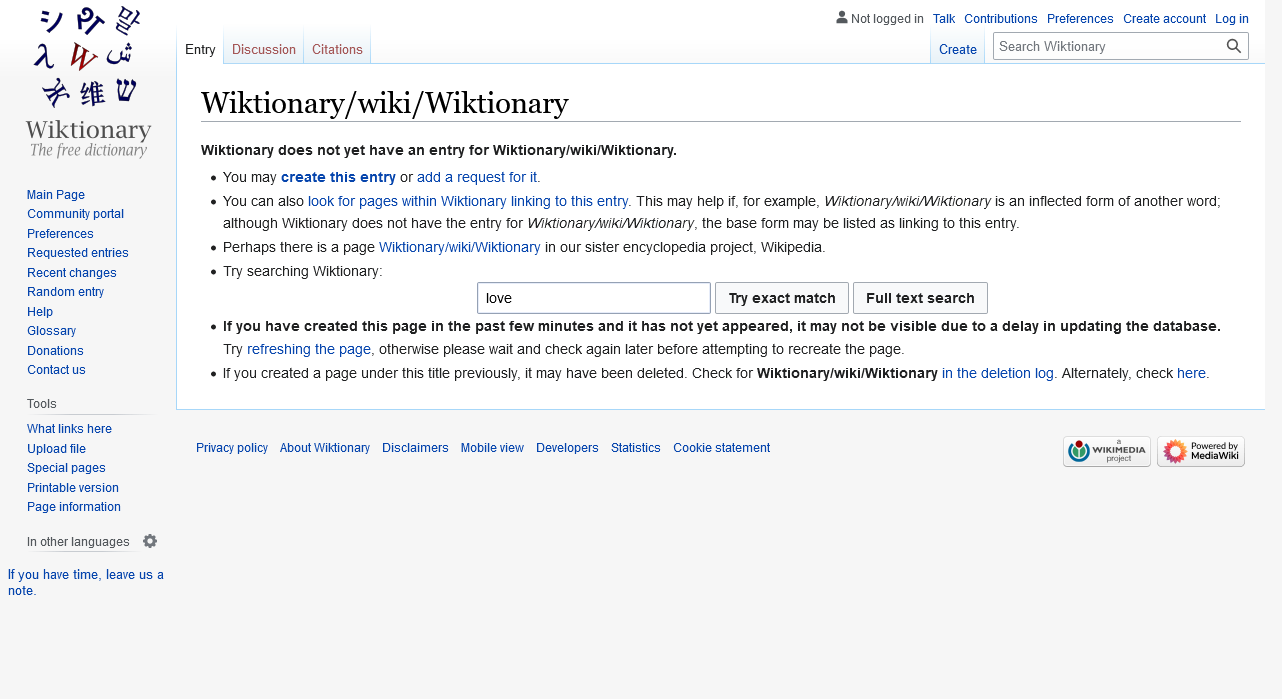 Wiktionary
The free dictionary
Not logged in Talk Contributions Preferences Create account Log in
Entry Discussion Citations Create Search Wiktionary
Wiktionary/wiki/Wiktionary
Wiktionary does not yet have an entry for Wiktionary/wiki/Wiktionary.
• You may create this entry or add a request for it.
• You can also look for pages within Wiktionary linking to this entry. This may help if, for example, Wiktionary/wiki/Wiktionary is an inflected form of another word;
although Wiktionary does not have the entry for Wiktionary/wiki/Wiktionary, the base form may be listed as linking to this entry.
• Perhaps there is a page Wiktionary/wiki/Wiktionary in our sister encyclopedia project, Wikipedia.
• Try searching Wiktionary:
love Try exact match Full text search
• If you have created this page in the past few minutes and it has not yet appeared, it may not be visible due to a delay in updating the database.
Try refreshing the page, otherwise please wait and check again later before attempting to recreate the page.
• If you created a page under this title previously, it may have been deleted. Check for Wiktionary/wiki/Wiktionary in the deletion log. Alternately, check here.
Main Page
Community portal
Preferences
Requested entries
Recent changes
Random entry
Help
Glossary
Donations
Contact us
Tools
What links here
Upload file
Special pages
Printable version
Page information
In other languages
If you have time, leave us a
note.
Privacy policy About Wiktionary Disclaimers Mobile view Developers Statistics Cookie statement
a
WIKIMEDIA
project
Powered by
MediaWiki